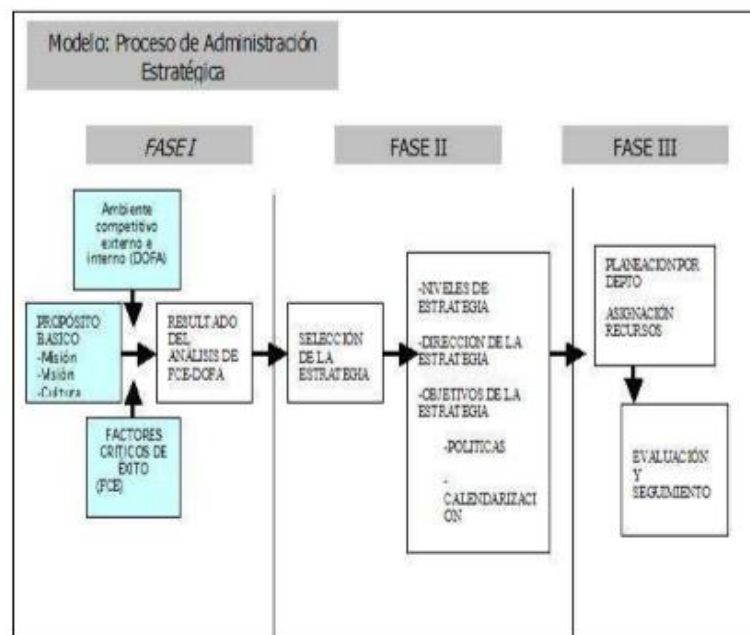 Modelo: Proceso de Administración
Estratégica
FASE I
FASE II
FASE III
Ambiente
competitivo
externo e
interno (DOFA)
PROPÓSITO
BÁSICO
-Misión
-Visión
-Cultura
FACTORES
CRITICOS DE
ÉXITO
(FCE)
RESULTADO
DEL
ANÁLISIS DE
FCE-DOFA
SELECCIÓN
DE LA
ESTRATEGIA
-NIVELES DE
ESTRATEGIA
-DIRECCION DE LA
ESTRATEGIA
-OBJETIVOS DE LA
ESTRATEGIA
-POLITICAS
-
CALENDARIZACI
ÓN
PLANEACION POR
DEPTO
ASIGNACIÓN
RECURSOS
EVALUACIÓN
Y
SEGUIMIENTO